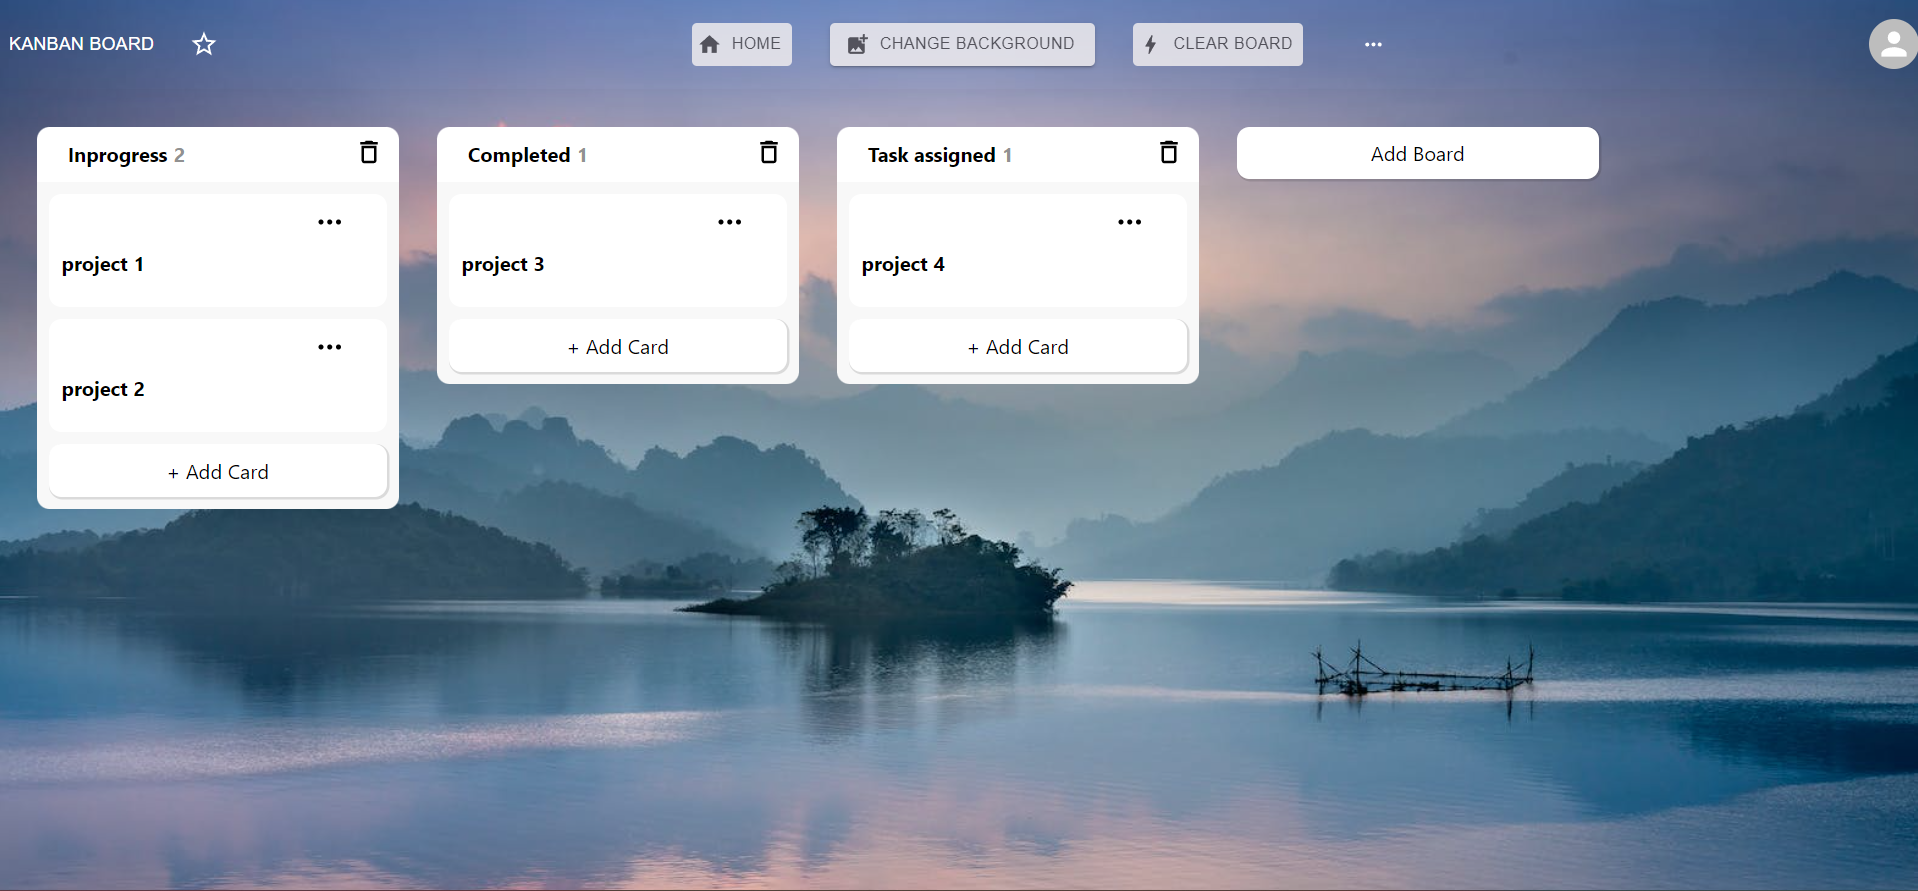 KANBAN BOARD
HOME
CHANGE BACKGROUND
CLEAR BOARD
Inprogress 2
project 1
project 2
+ Add Card
Completed 1
project 3
+ Add Card
Task assigned 1
project 4
+ Add Card
Add Board